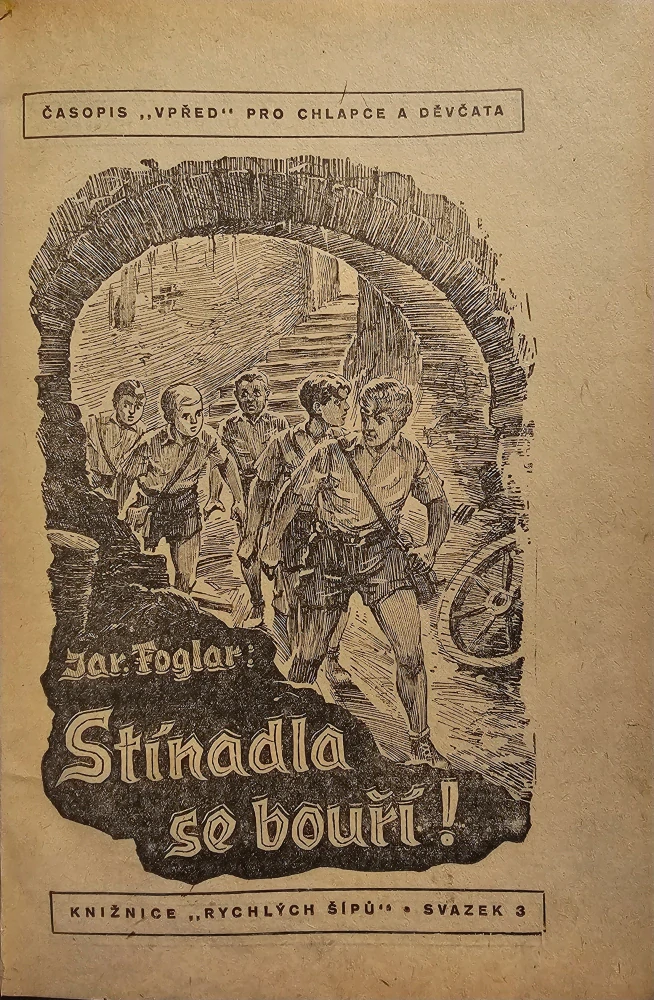 ČASOPIS „VPŘED“ PRO CHLAPCE A DĚVČATA
Jar. Foglar:
Stínadla
se bouří!
KNIŽNICE „RYCHLÝCH ŠÍPŮ“ • SVAZEK 3